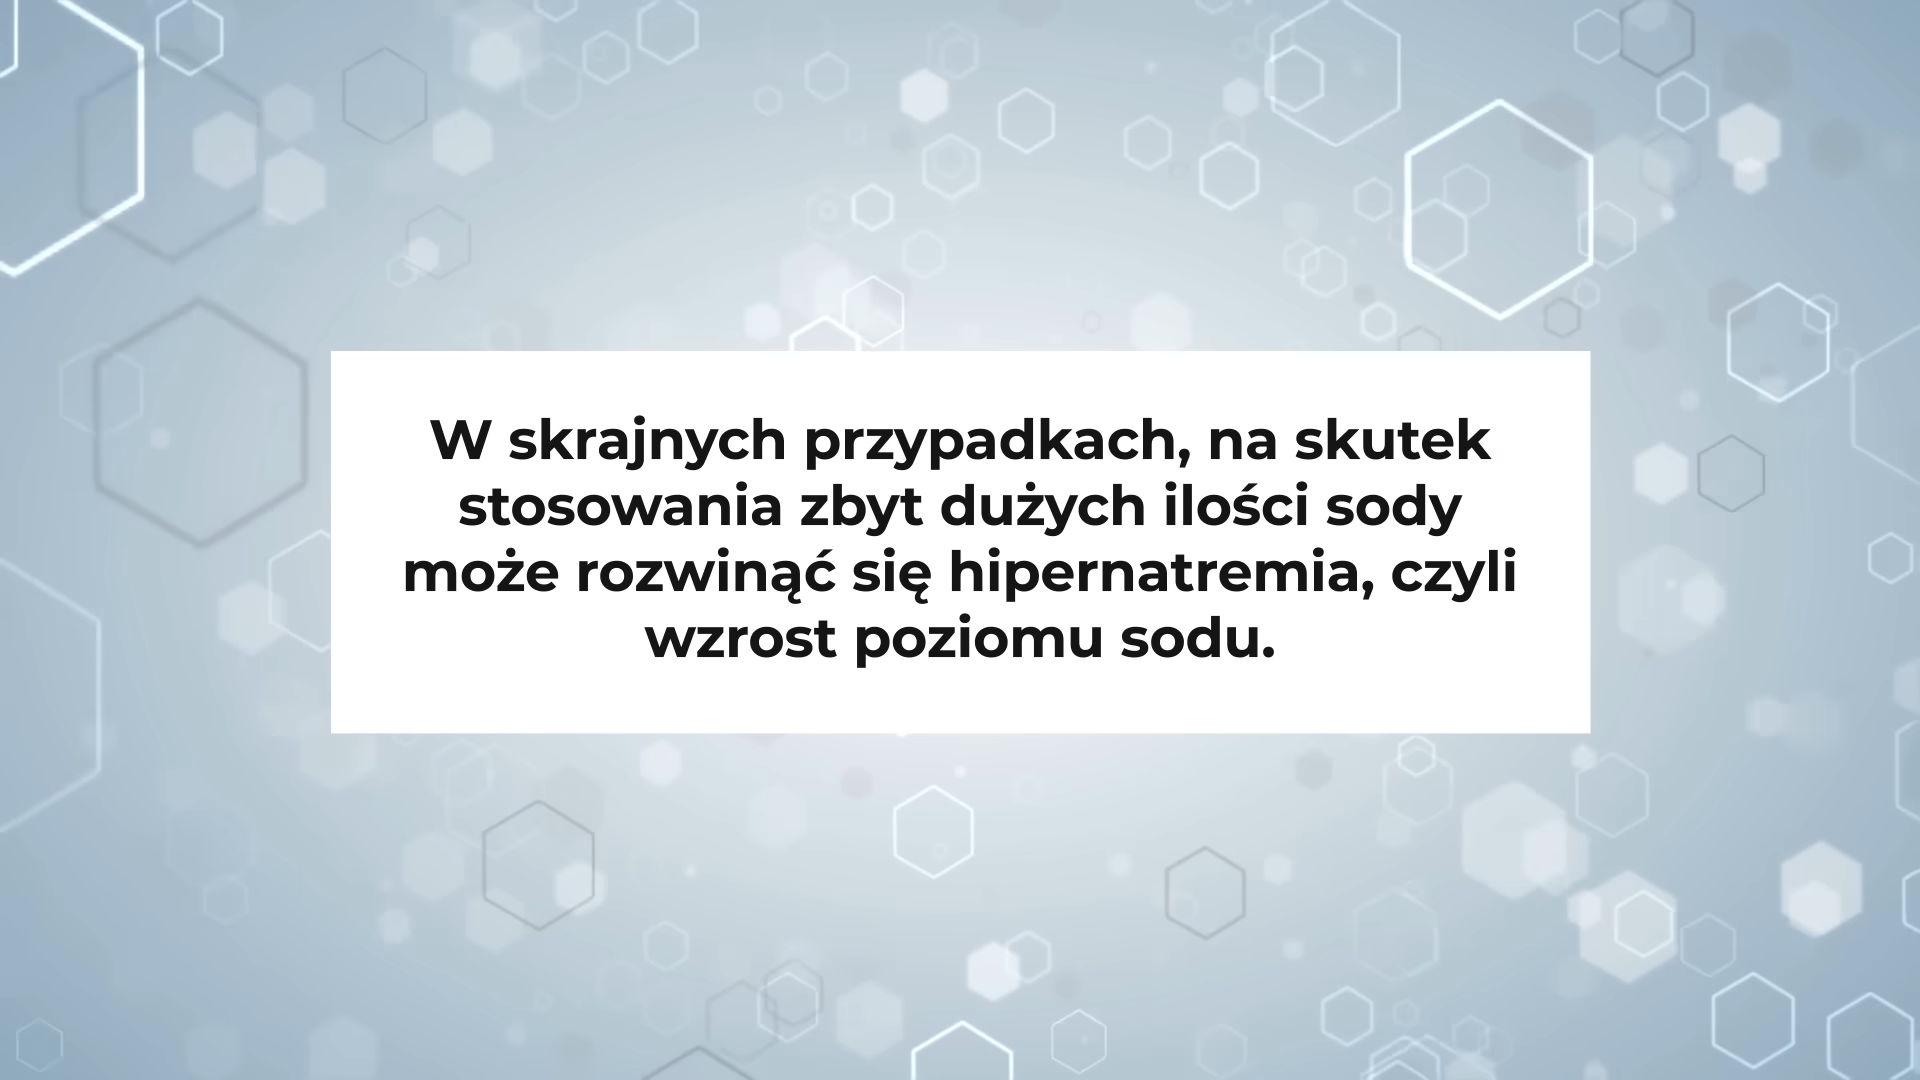 W skrajnych przypadkach, na skutek
stosowania zbyt dużych ilości sody
może rozwinąć się hipernatremia, czyli
wzrost poziomu sodu.